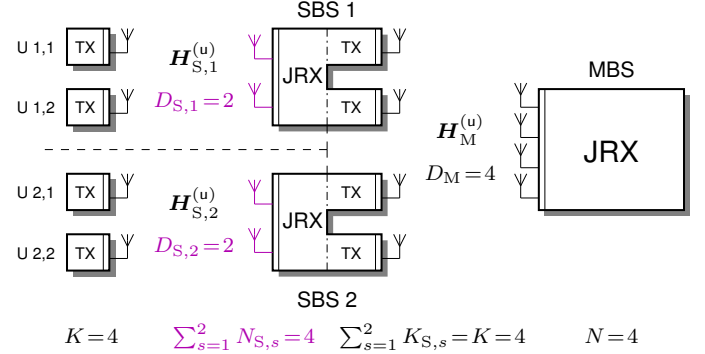 SBS 1
U 1,1 TX H_{S,1}^{(u)} TX
JRX
U 1,2 TX D_{S,1} = 2 TX
MBS
H_M^{(u)} JRX
D_M = 4
U 2,1 TX H_{S,2}^{(u)} TX
JRX
U 2,2 TX D_{S,2} = 2 TX
SBS 2
K = 4 ∑_{s=1}^{2} N_{S,s} = 4 ∑_{s=1}^{2} K_{S,s} = K = 4 N = 4